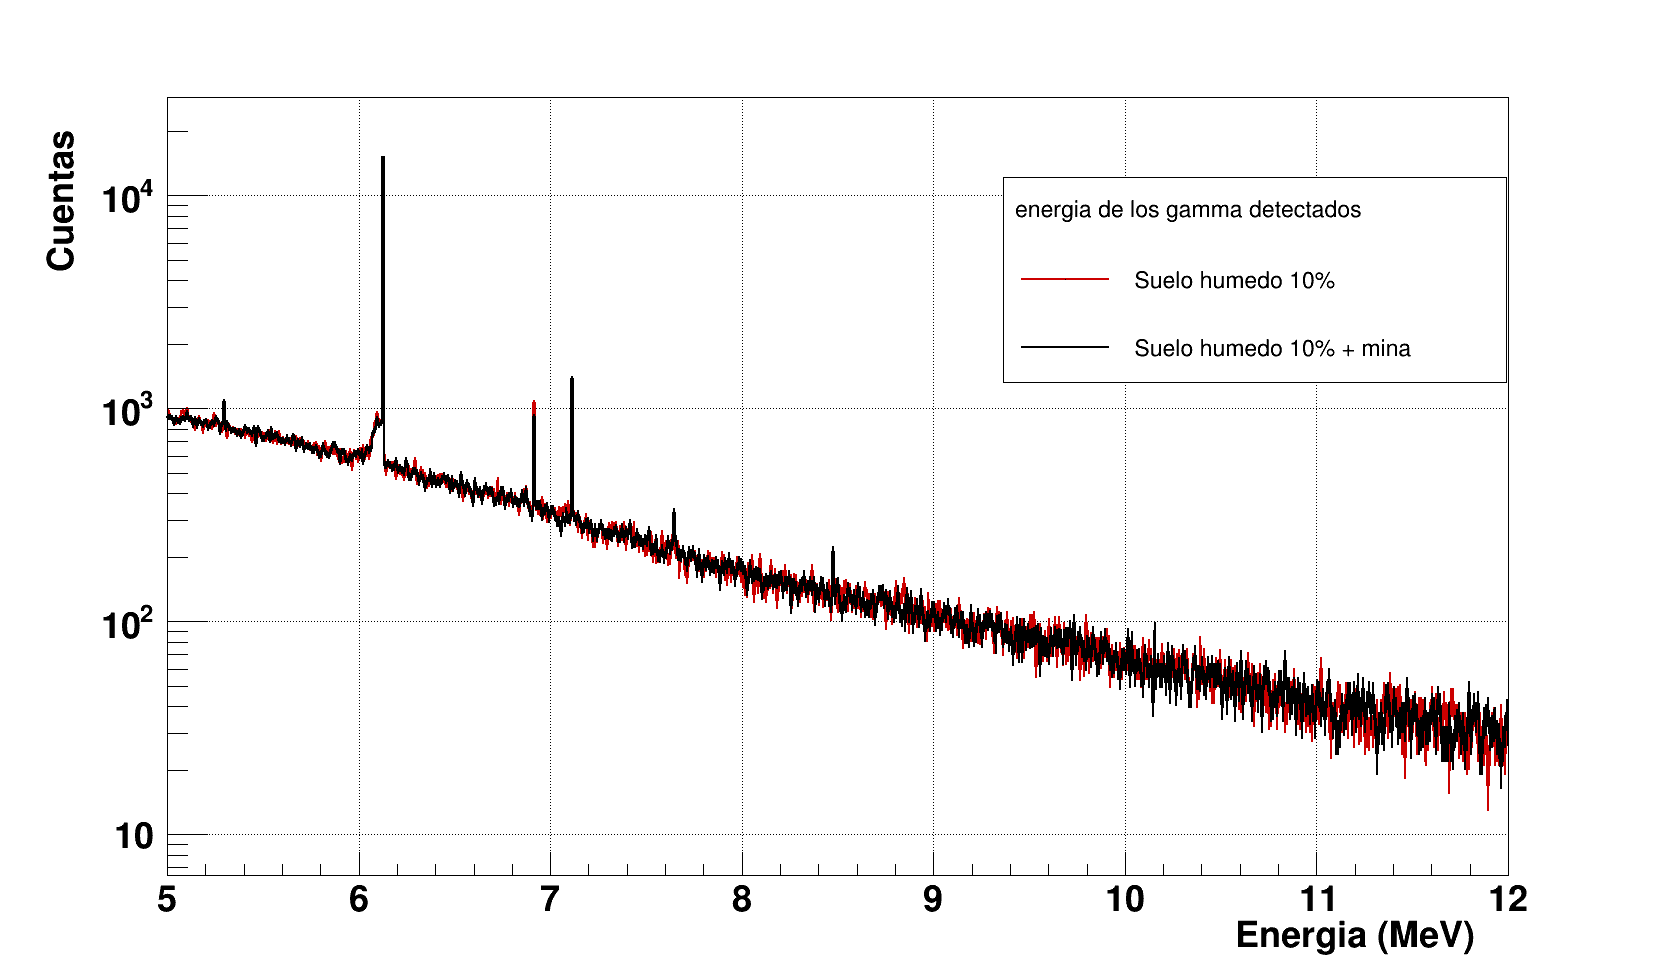 Cuentas
10^4
10^3
10^2
10
energia de los gamma detectados
Suelo humedo 10%
Suelo humedo 10% + mina
5 6 7 8 9 10 11 12
Energia (MeV)